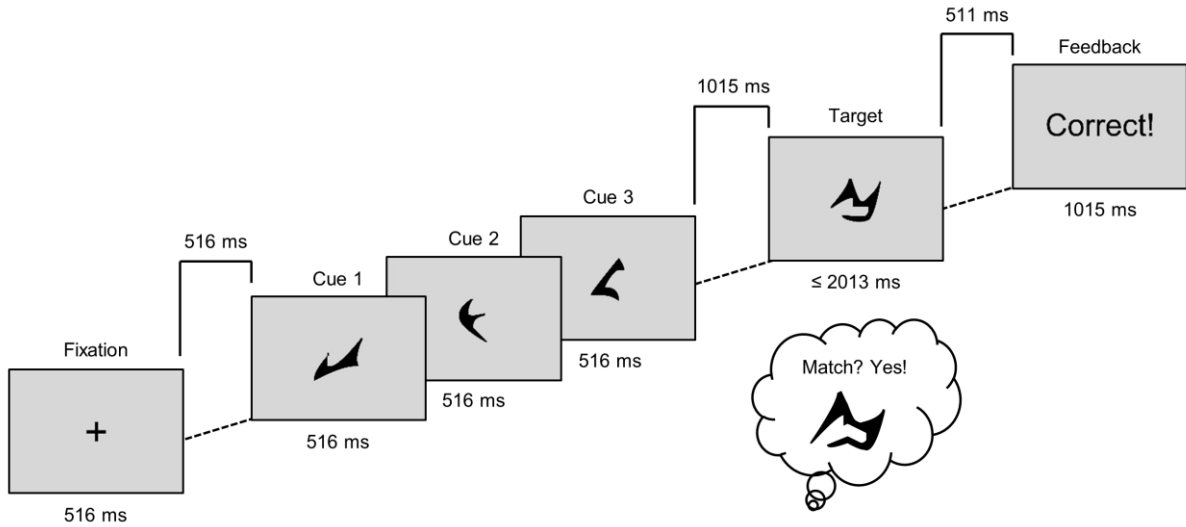 Fixation
+
516 ms
516 ms
Cue 1
516 ms
Cue 2
516 ms
Cue 3
516 ms
1015 ms
Target
≤ 2013 ms
Match? Yes!
511 ms
Feedback
Correct!
1015 ms